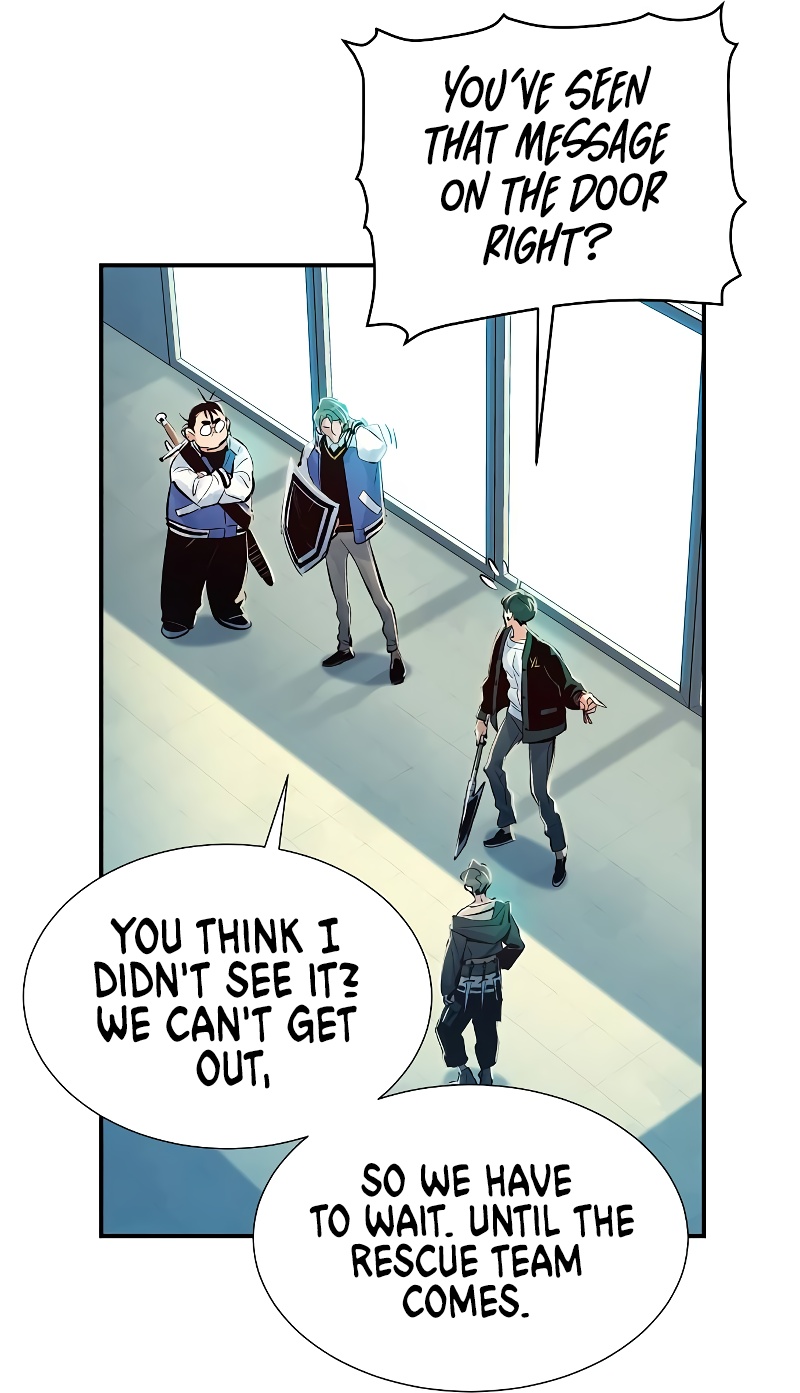 YOU'VE SEEN
THAT MESSAGE
ON THE DOOR
RIGHT?
YL
YOU THINK I
DIDN'T SEE IT?
WE CAN'T GET
OUT,
SO WE HAVE
TO WAIT. UNTIL THE
RESCUE TEAM
COMES.